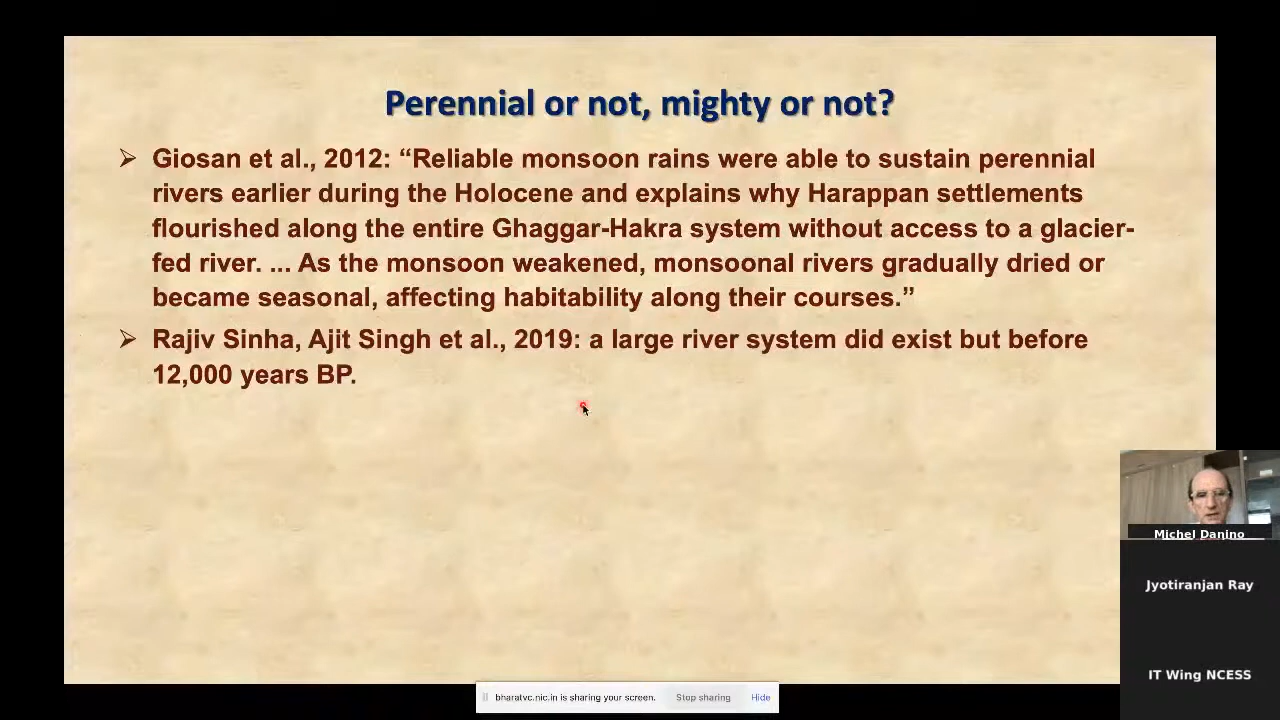 Perennial or not, mighty or not?
➢ Giosan et al., 2012: “Reliable monsoon rains were able to sustain perennial
rivers earlier during the Holocene and explains why Harappan settlements
flourished along the entire Ghaggar-Hakra system without access to a glacier-
fed river. ... As the monsoon weakened, monsoonal rivers gradually dried or
became seasonal, affecting habitability along their courses.”
➢ Rajiv Sinha, Ajit Singh et al., 2019: a large river system did exist but before
12,000 years BP.
Michel Danino
Jyotiranjan Ray
IT Wing NCESS
bharatvc.nic.in is sharing your screen. Stop sharing Hide